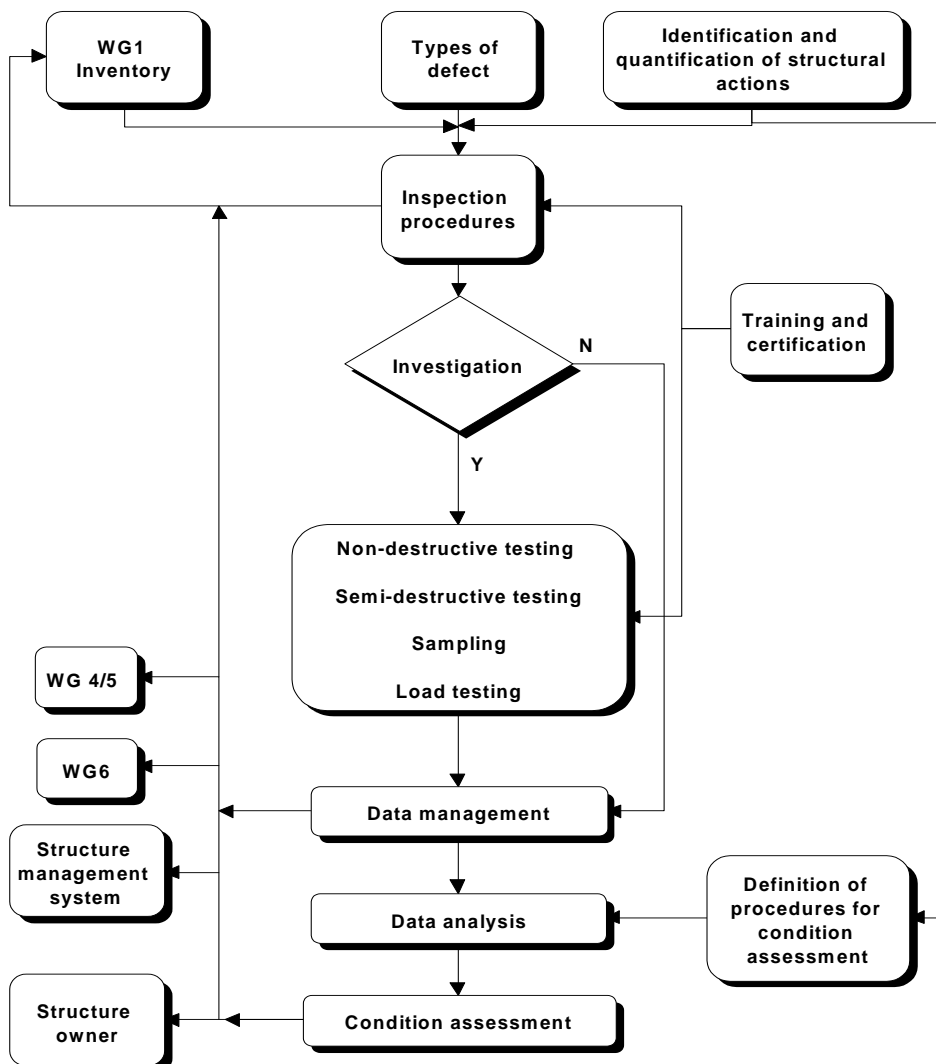 WG1
Inventory
Types of
defect
Identification and
quantification of structural
actions
Inspection
procedures
Training and
certification
Investigation
N
Y
Non-destructive testing
Semi-destructive testing
Sampling
Load testing
WG 4/5
WG6
Data management
Structure
management
system
Data analysis
Definition of
procedures for
condition
assessment
Structure
owner
Condition assessment